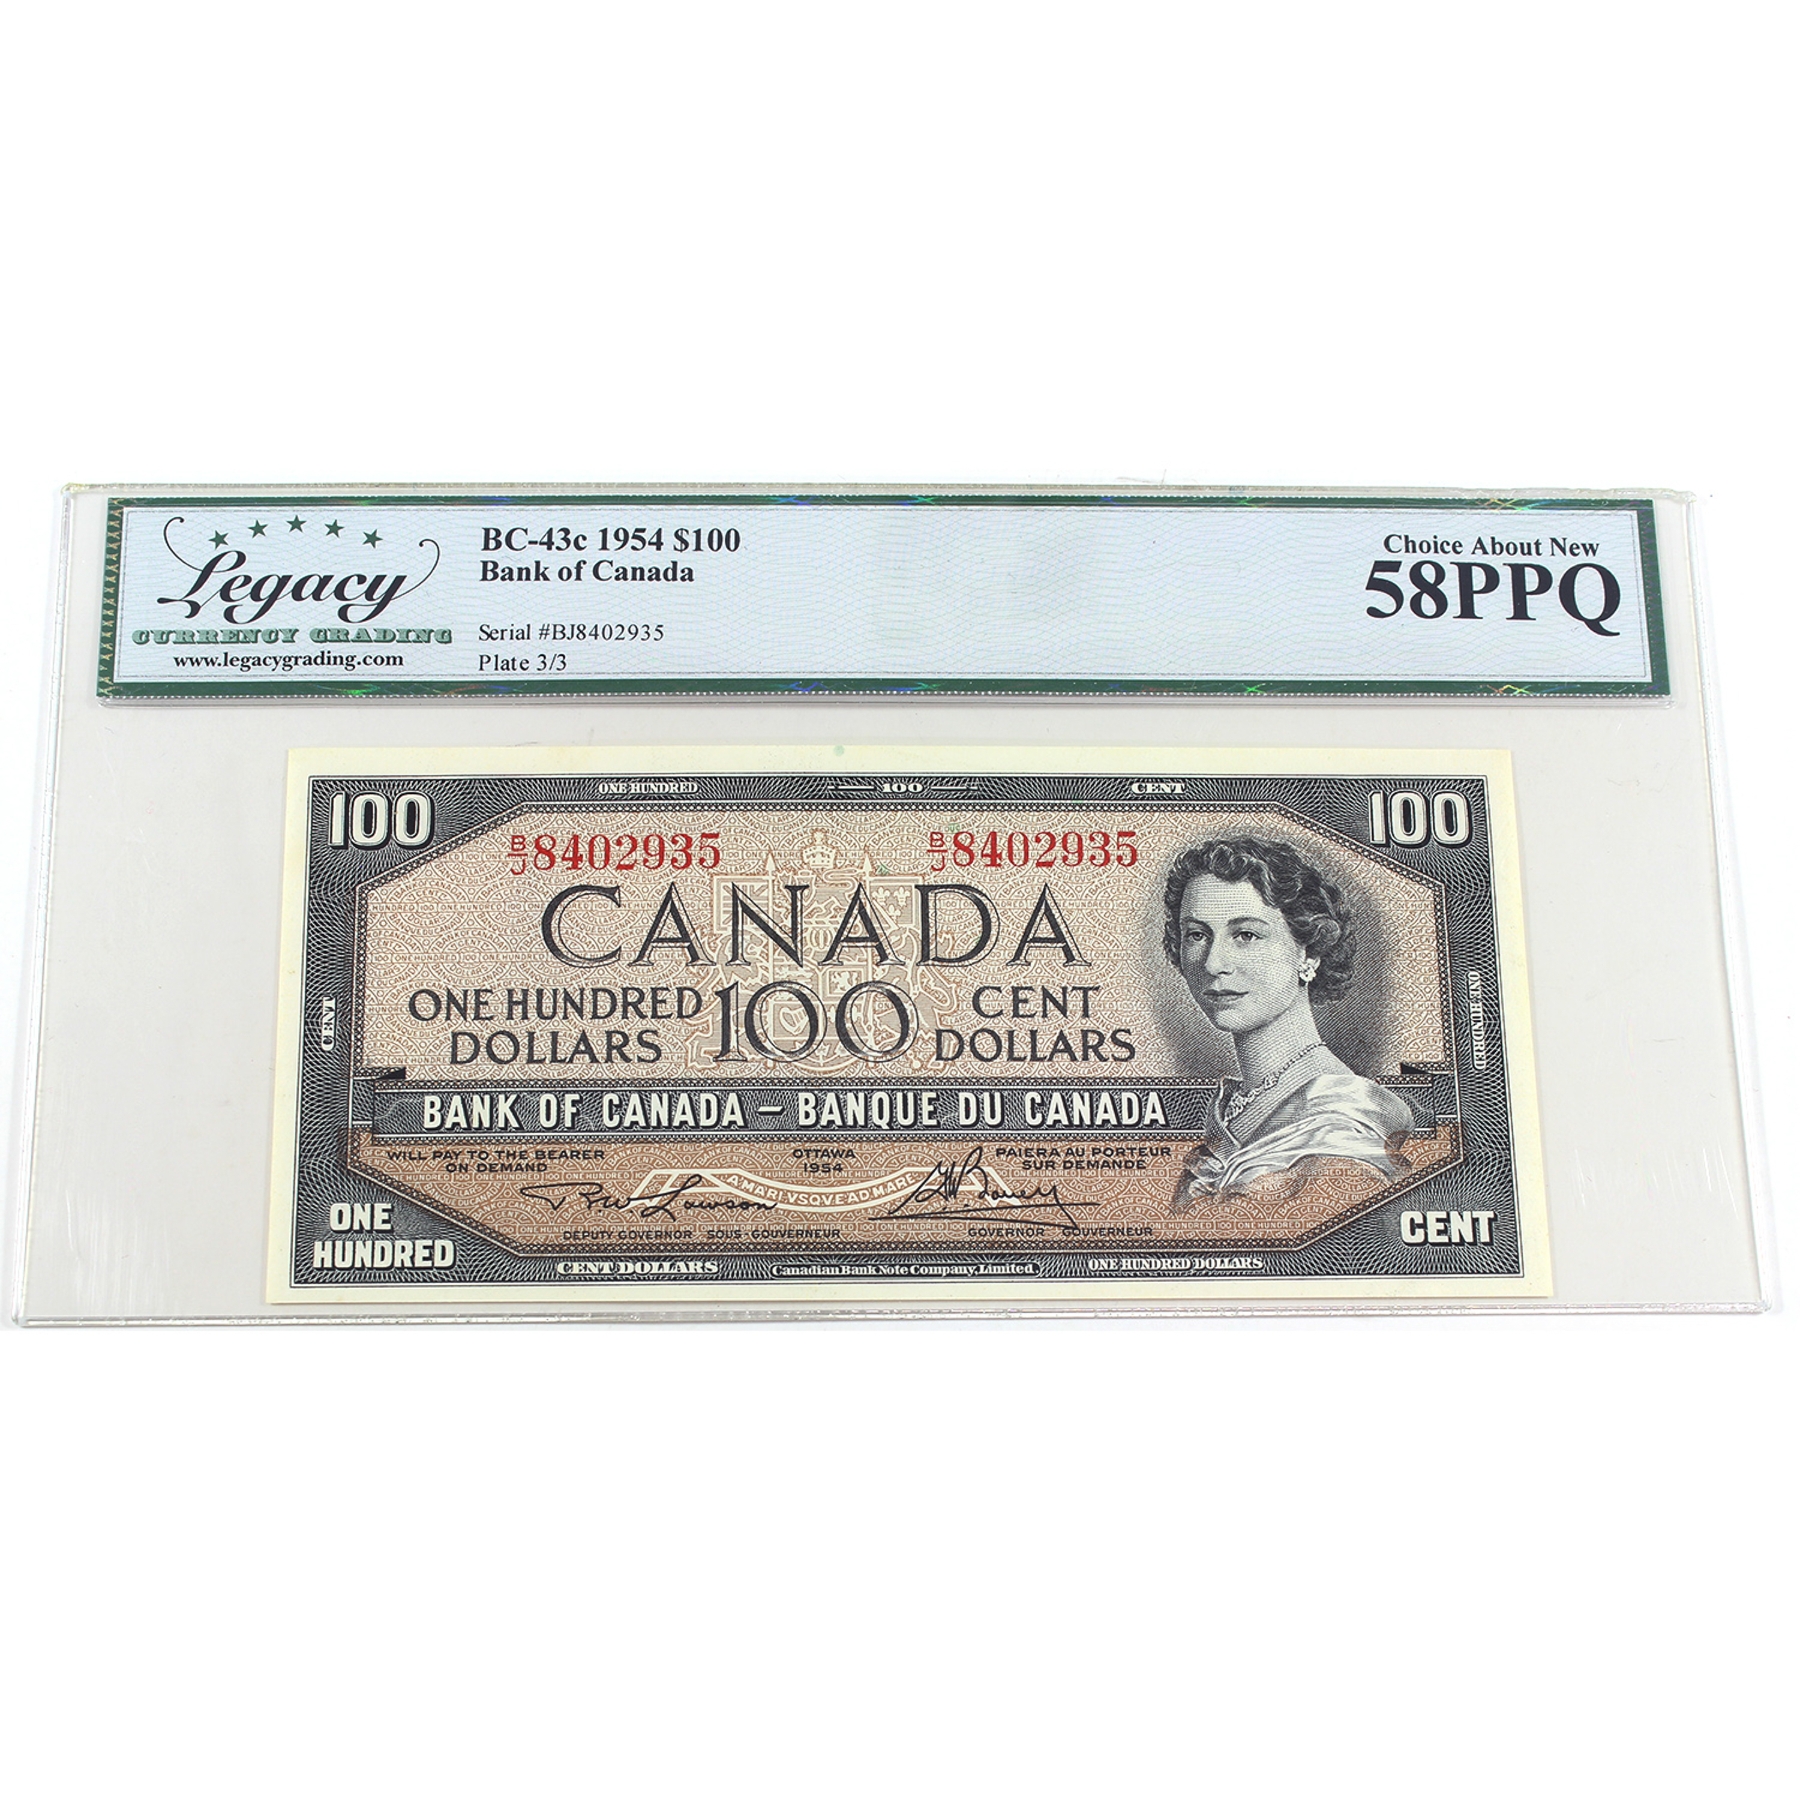 Legacy
CURRENCY GRADING
www.legacygrading.com
BC-43c 1954 $100
Bank of Canada
Serial #BJ8402935
Plate 3/3
Choice About New
58PPQ
ONE HUNDRED 100 CENT
100 100
B/J 8402935 B/J 8402935
CANADA
ONE HUNDRED 100 CENT
DOLLARS DOLLARS
CENT ONE HUNDRED
BANK OF CANADA – BANQUE DU CANADA
WILL PAY TO THE BEARER OTTAWA PAIERA AU PORTEUR
ON DEMAND 1954 SUR DEMANDE
A·MARI·VSQVE·AD·MARE
R W Lawson G K Bouey
DEPUTY GOVERNOR SOUS-GOUVERNEUR GOVERNOR GOUVERNEUR
ONE CENT
HUNDRED
CENT DOLLARS Canadian Bank Note Company, Limited ONE HUNDRED DOLLARS